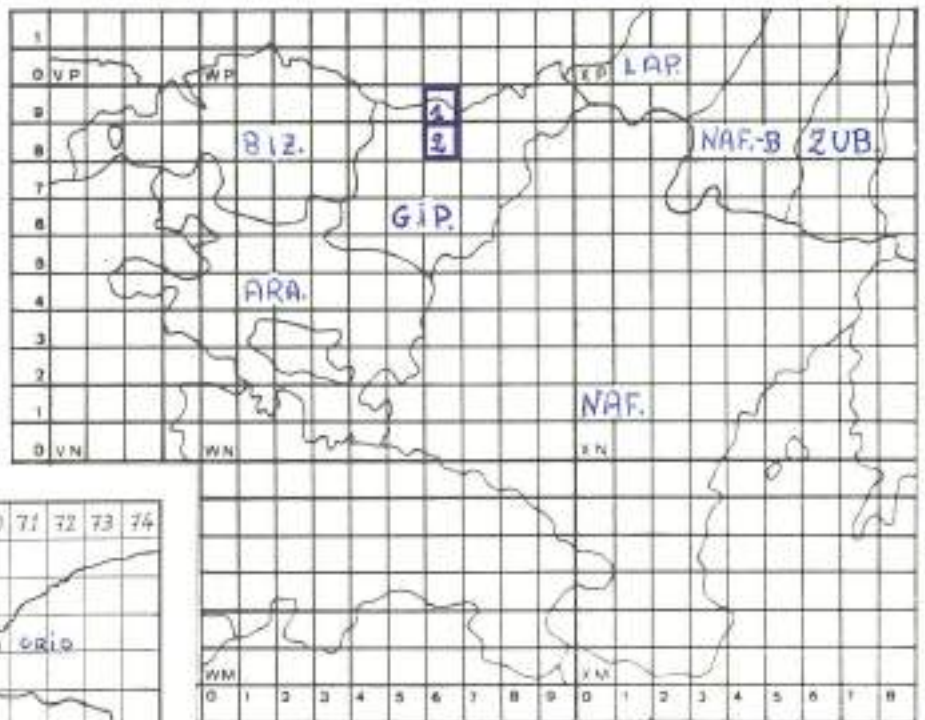 1
0 VP WP XP LAP.
9 1
8 BIZ. 2 NAF.-B ZUB.
7
6 GIP.
5
4 ARA.
3
2
1 NAF.
0 VN WN XN
71 72 73 74
ORIO
WM XM
0 1 2 3 4 5 6 7 8 9 0 1 2 3 4 5 6 7 8